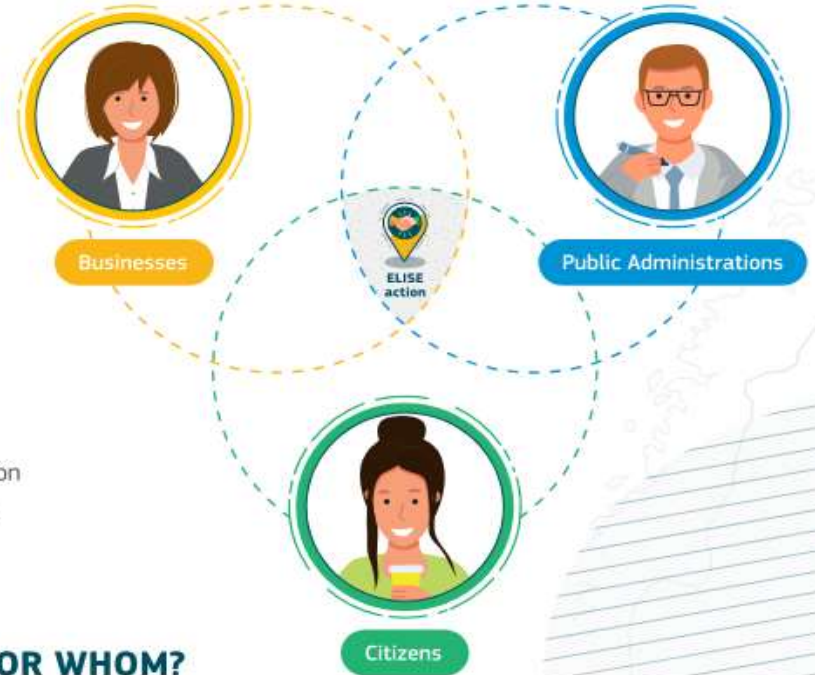 Businesses
Public Administrations
ELISE
action
on
OR WHOM?
Citizens